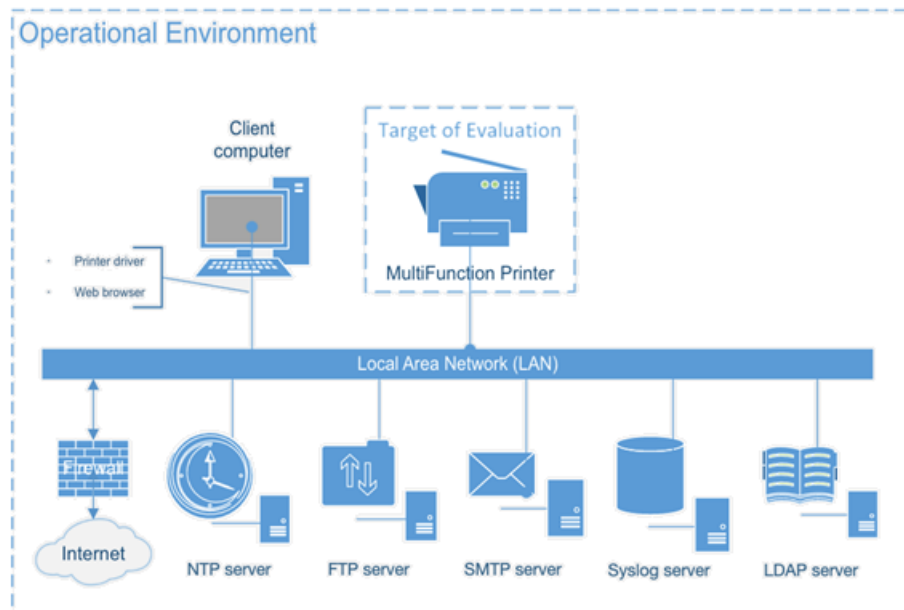 Operational Environment
Client
computer
Target of Evaluation
Printer driver
Web browser
MultiFunction Printer
Local Area Network (LAN)
Firewall
Internet
NTP server
FTP server
SMTP server
Syslog server
LDAP server